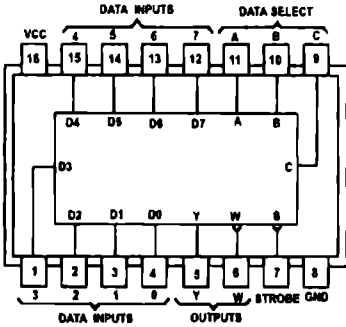 DATA INPUTS DATA SELECT
VCC 4 5 6 7 A B C
16 15 14 13 12 11 10 9
D4 D5 D6 D7 A B
D3 C
D2 D1 D0 Y W S
1 2 3 4 5 6 7 8
3 2 1 0 Y W STROBE GND
DATA INPUTS OUTPUTS